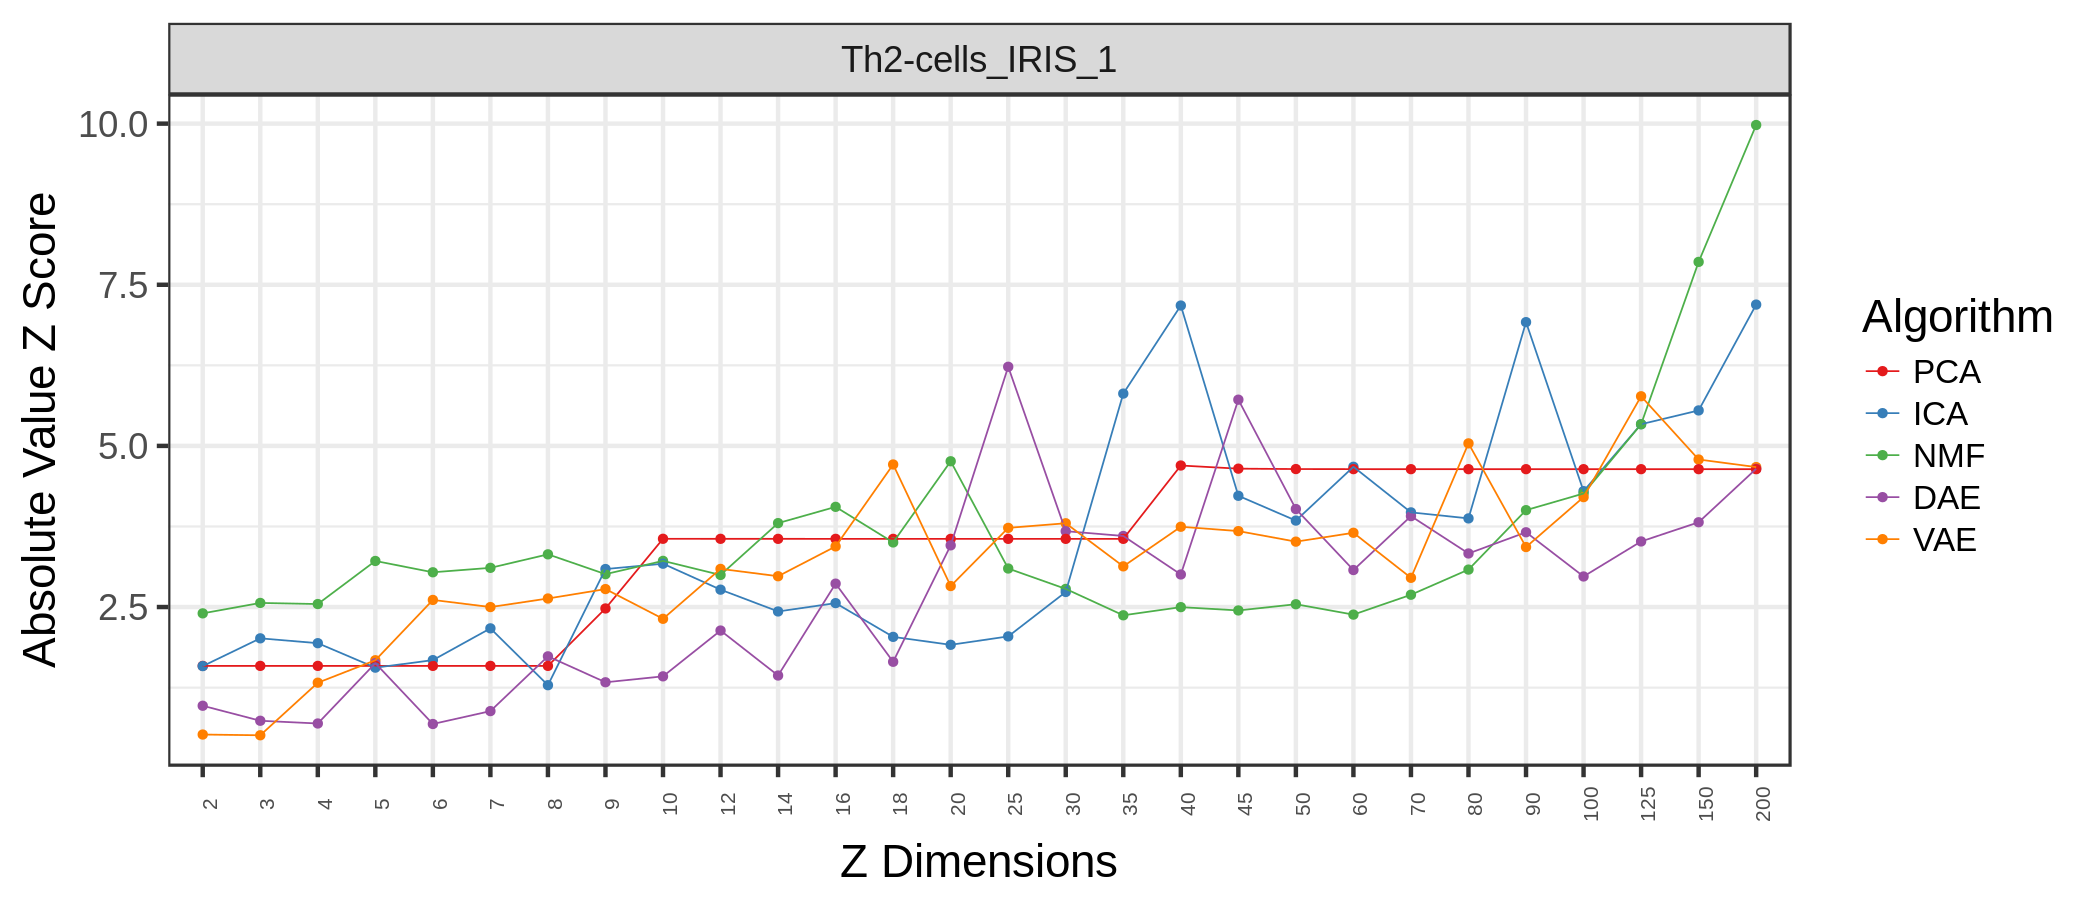 Th2-cells_IRIS_1
10.0
7.5
5.0
2.5
Absolute Value Z Score
2 3 4 5 6 7 8 9 10 12 14 16 18 20 25 30 35 40 45 50 60 70 80 90 100 125 150 200
Z Dimensions
Algorithm
PCA
ICA
NMF
DAE
VAE